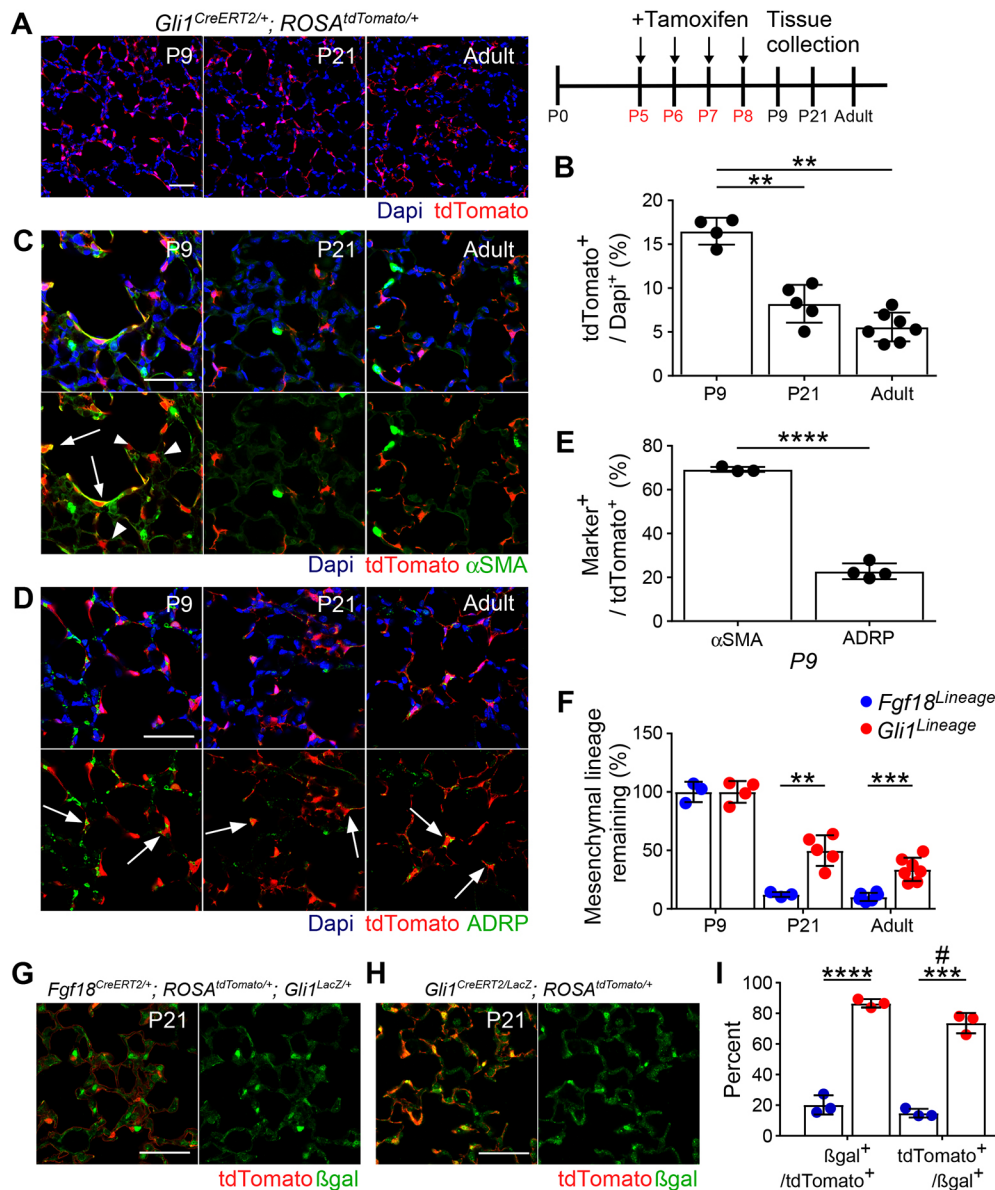 A
Gli1CreERT2/+; ROSAtdTomato/+
P9
P21
Adult
Dapi tdTomato
+Tamoxifen
Tissue collection
P0
P5
P6
P7
P8
P9
P21
Adult
B
**
**
tdTomato+ / Dapi+ (%)
20
15
10
5
0
P9
P21
Adult
C
P9
P21
Adult
Dapi tdTomato αSMA
D
P9
P21
Adult
Dapi tdTomato ADRP
E
****
Marker+ / tdTomato+ (%)
80
60
40
20
0
αSMA
ADRP
P9
F
Fgf18Lineage
Gli1Lineage
Mesenchymal lineage remaining (%)
150
100
50
0
**
***
P9
P21
Adult
G
Fgf18CreERT2/+; ROSAtdTomato/+; Gli1LacZ/+
P21
tdTomato ßgal
H
Gli1CreERT2/LacZ; ROSAtdTomato/+
P21
tdTomato ßgal
I
#
****
***
Percent
100
80
60
40
20
0
ßgal+ /tdTomato+
tdTomato+ /ßgal+